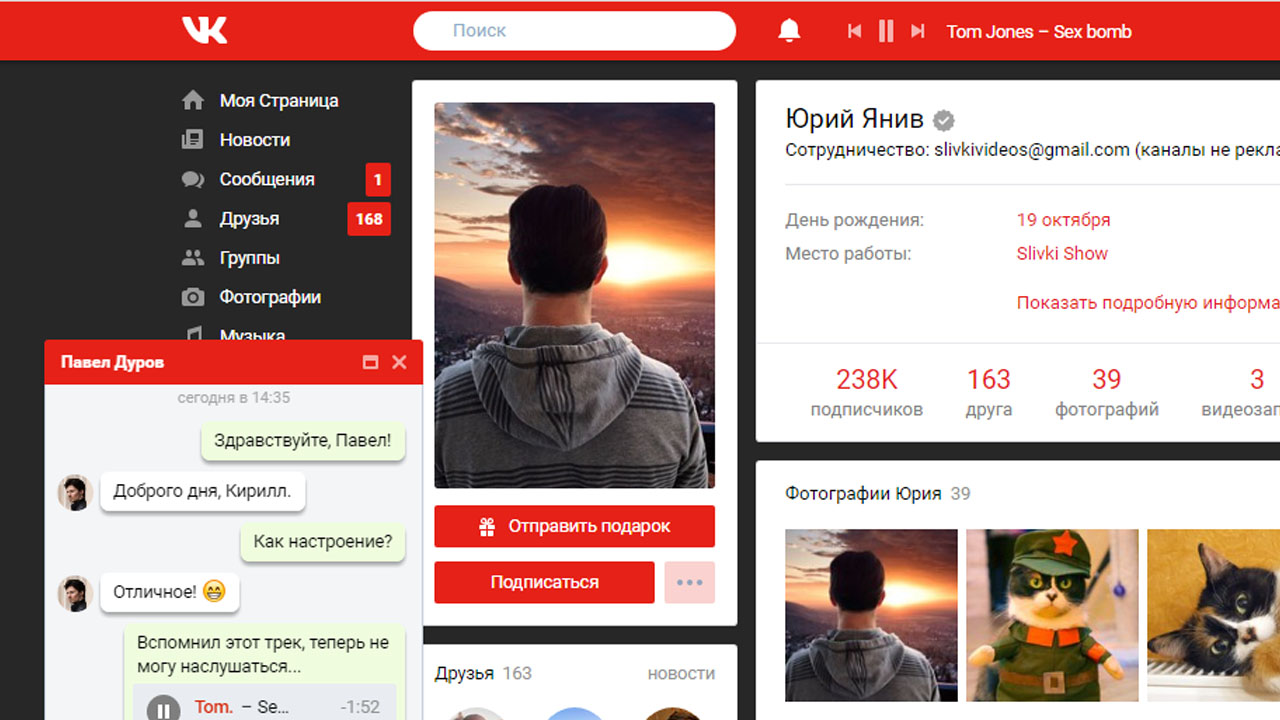 VK
Поиск
Tom Jones – Sex bomb
Моя Страница
Новости
Сообщения
1
Друзья
168
Группы
Фотографии
Музыка
Павел Дуров
сегодня в 14:35
Здравствуйте, Павел!
Доброго дня, Кирилл.
Как настроение?
Отличное! 😁
Вспомнил этот трек, теперь не
могу наслушаться...
Tom. – Se... -1:52
Отправить подарок
Подписаться
Друзья 163 новости
Юрий Янив
Сотрудничество: slivkivideos@gmail.com (каналы не рекла
День рождения: 19 октября
Место работы: Slivki Show
Показать подробную информа
238K 163 39 3
подписчиков друга фотографий видеозап
Фотографии Юрия 39